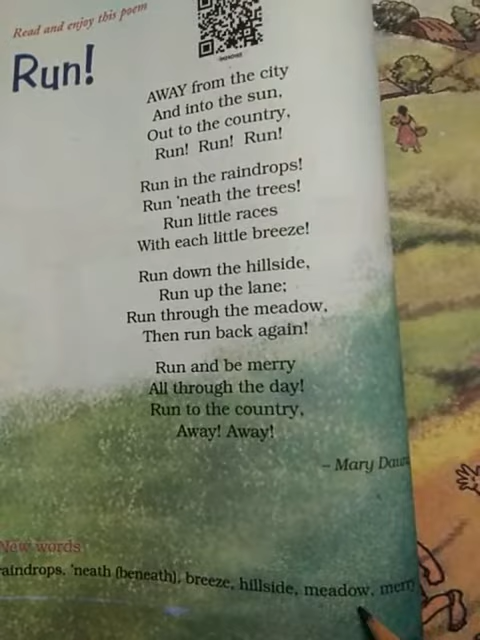 Read and enjoy this poem
Run!
AWAY from the city
And into the sun,
Out to the country,
Run! Run! Run!
Run in the raindrops!
Run 'neath the trees!
Run little races
With each little breeze!
Run down the hillside,
Run up the lane;
Run through the meadow,
Then run back again!
Run and be merry
All through the day!
Run to the country,
Away! Away!
– Mary
New words
raindrops, 'neath (beneath), breeze, hillside, meadow, merry